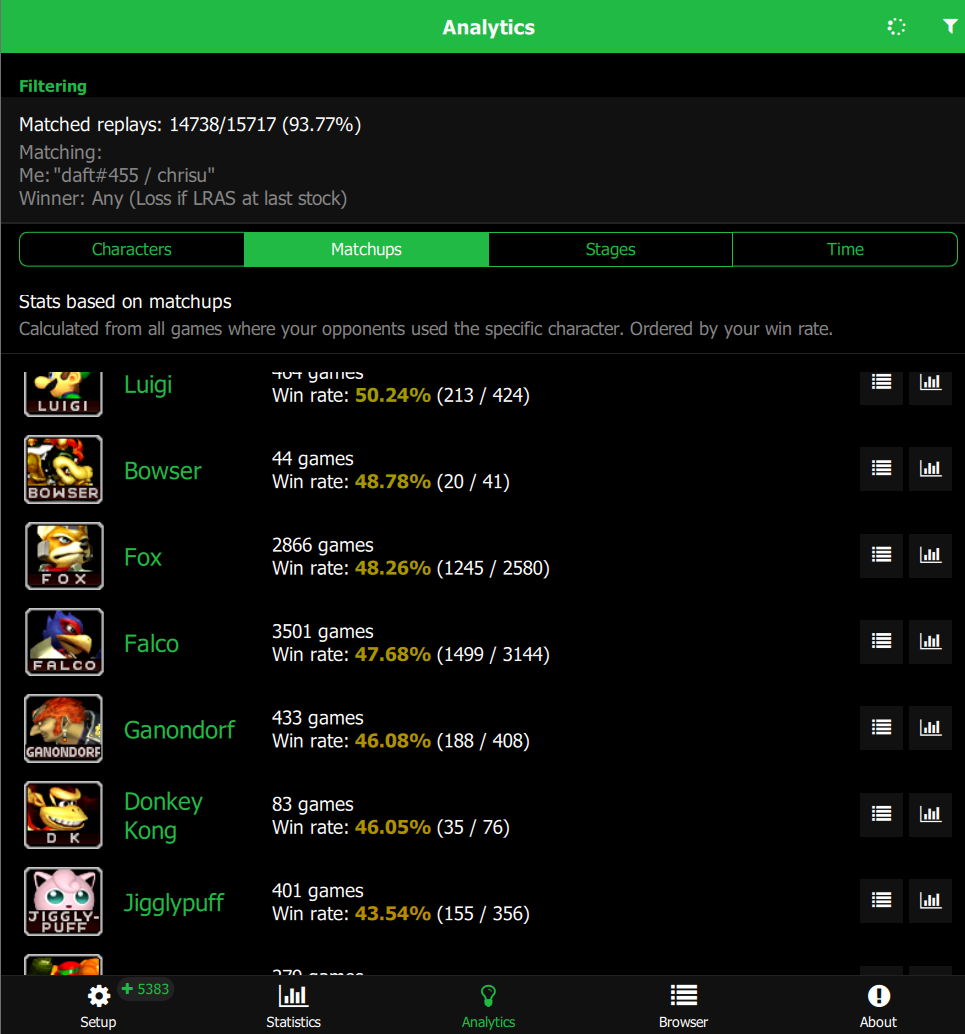 Analytics
Filtering
Matched replays: 14738/15717 (93.77%)
Matching:
Me: "daft#455 / chrisu"
Winner: Any (Loss if LRAS at last stock)
Characters Matchups Stages Time
Stats based on matchups
Calculated from all games where your opponents used the specific character. Ordered by your win rate.
464 games
LUIGI
Luigi
Win rate: 50.24% (213 / 424)
BOWSER
Bowser
44 games
Win rate: 48.78% (20 / 41)
FOX
Fox
2866 games
Win rate: 48.26% (1245 / 2580)
FALCO
Falco
3501 games
Win rate: 47.68% (1499 / 3144)
GANONDORF
Ganondorf
433 games
Win rate: 46.08% (188 / 408)
DK
Donkey
Kong
83 games
Win rate: 46.05% (35 / 76)
JIGGLY-
PUFF
Jigglypuff
401 games
Win rate: 43.54% (155 / 356)
+ 5383
Setup Statistics Analytics Browser About